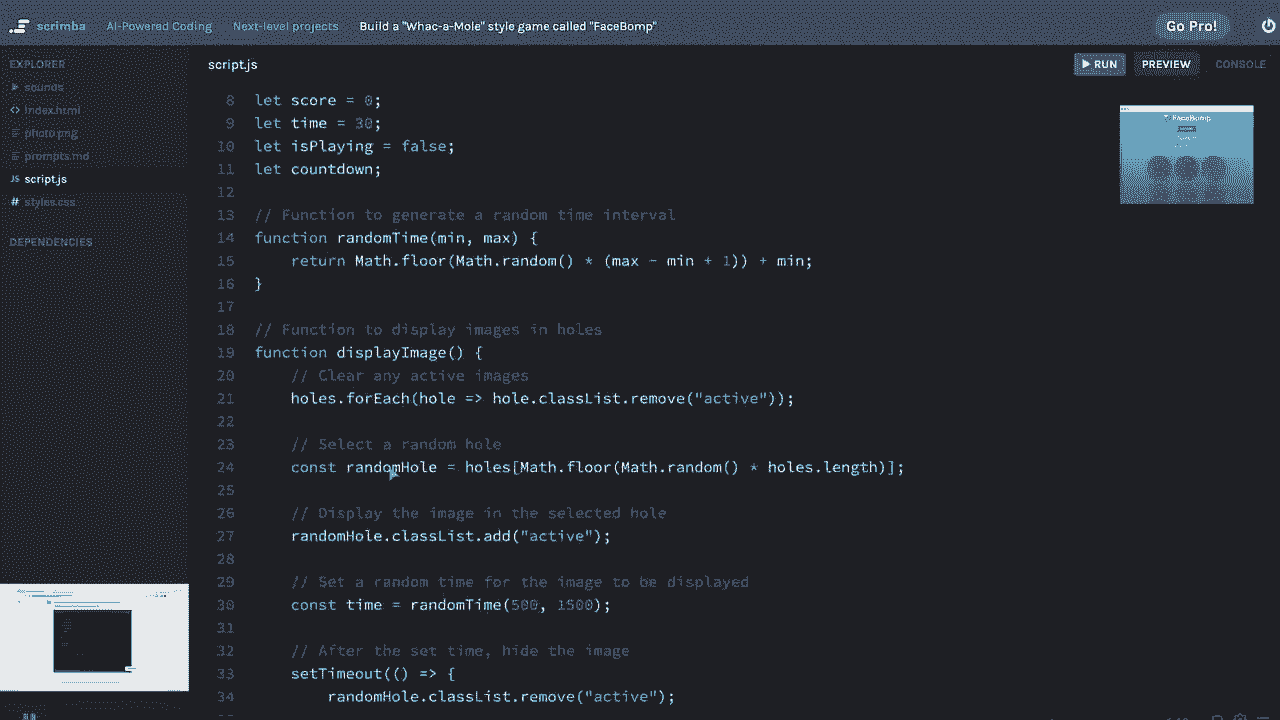 scrimba AI-Powered Coding Next-level projects Build a "Whac-a-Mole" style game called "FaceBomp" Go Pro!
EXPLORER
sounds
index.html
photo.png
prompts.md
script.js
styles.css
DEPENDENCIES
script.js RUN PREVIEW CONSOLE
8 let score = 0;
9 let time = 30;
10 let isPlaying = false;
11 let countdown;
12
13 // Function to generate a random time interval
14 function randomTime(min, max) {
15 return Math.floor(Math.random() * (max - min + 1)) + min;
16 }
17
18 // Function to display images in holes
19 function displayImage() {
20 // Clear any active images
21 holes.forEach(hole => hole.classList.remove("active"));
22
23 // Select a random hole
24 const randomHole = holes[Math.floor(Math.random() * holes.length)];
25
26 // Display the image in the selected hole
27 randomHole.classList.add("active");
28
29 // Set a random time for the image to be displayed
30 const time = randomTime(500, 1500);
31
32 // After the set time, hide the image
33 setTimeout(() => {
34 randomHole.classList.remove("active");
FaceBomp